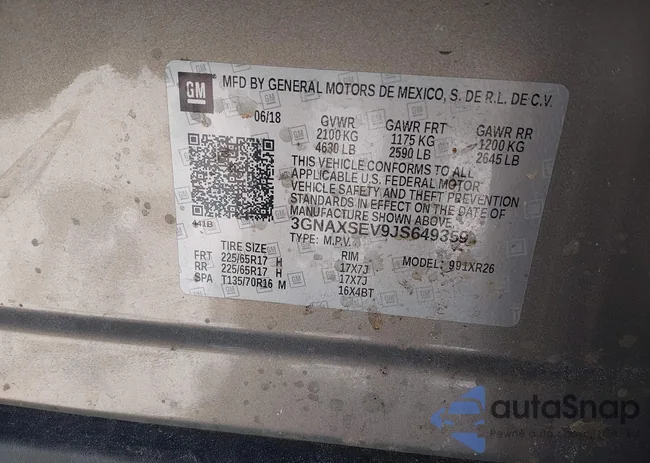 GM MFD BY GENERAL MOTORS DE MEXICO, S. DE R.L. DE C.V.
06/18 GVWR GAWR FRT GAWR RR
2100 KG 1175 KG 1200 KG
4630 LB 2590 LB 2645 LB
THIS VEHICLE CONFORMS TO ALL
APPLICABLE U.S. FEDERAL MOTOR
VEHICLE SAFETY AND THEFT PREVENTION
STANDARDS IN EFFECT ON THE DATE OF
MANUFACTURE SHOWN ABOVE.
441B 3GNAXSEV9JS649359
TYPE: M.P.V. MODEL: 991XR26
TIRE SIZE RIM
FRT 225/65R17 H 17X7J
RR 225/65R17 H 17X7J
SPA T135/70R16 M 16X4BT
autaSnap